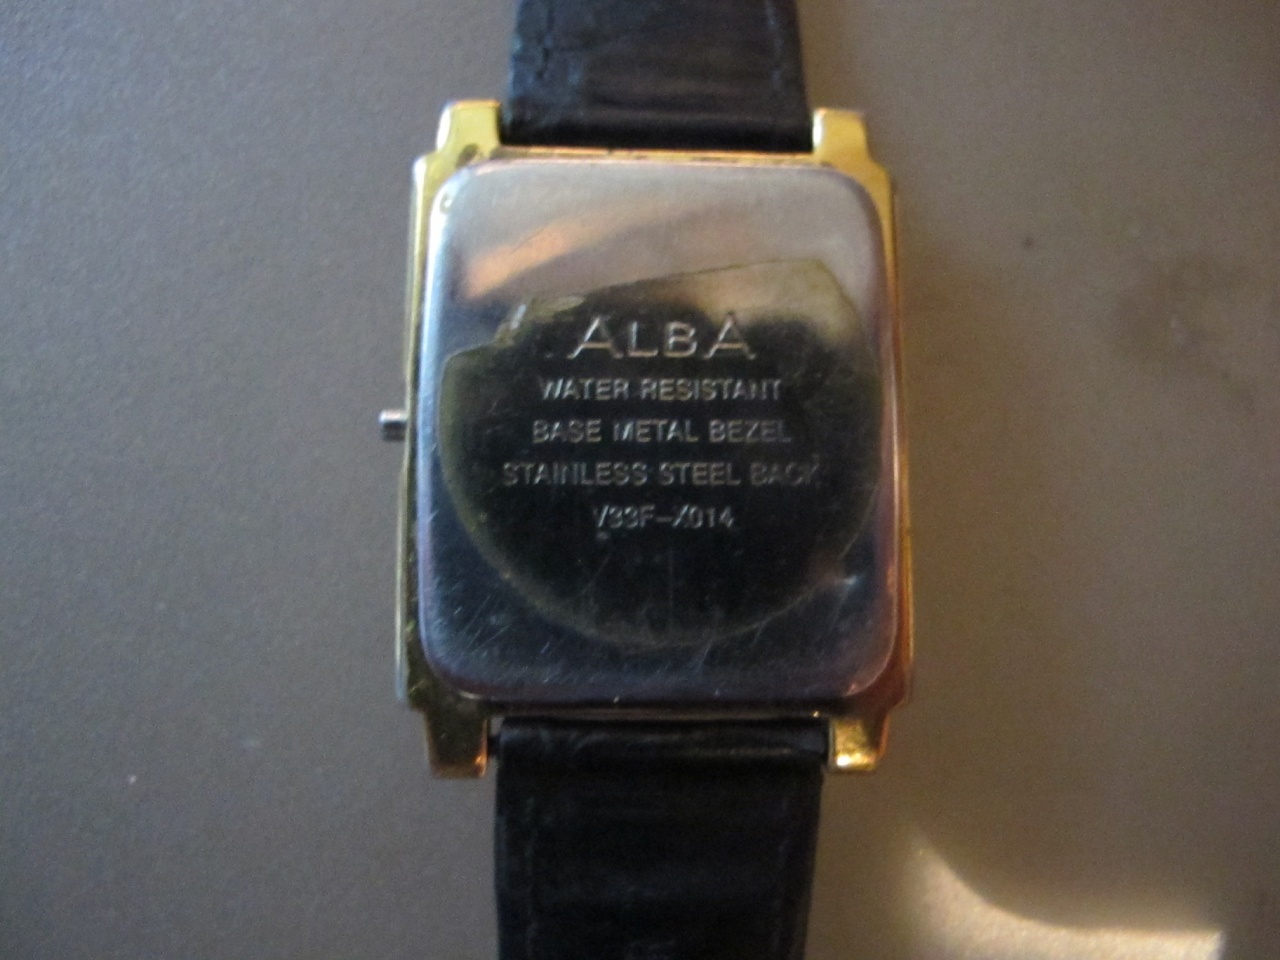 ALBA
WATER RESISTANT
BASE METAL BEZEL
STAINLESS STEEL BACK
V33F-X014